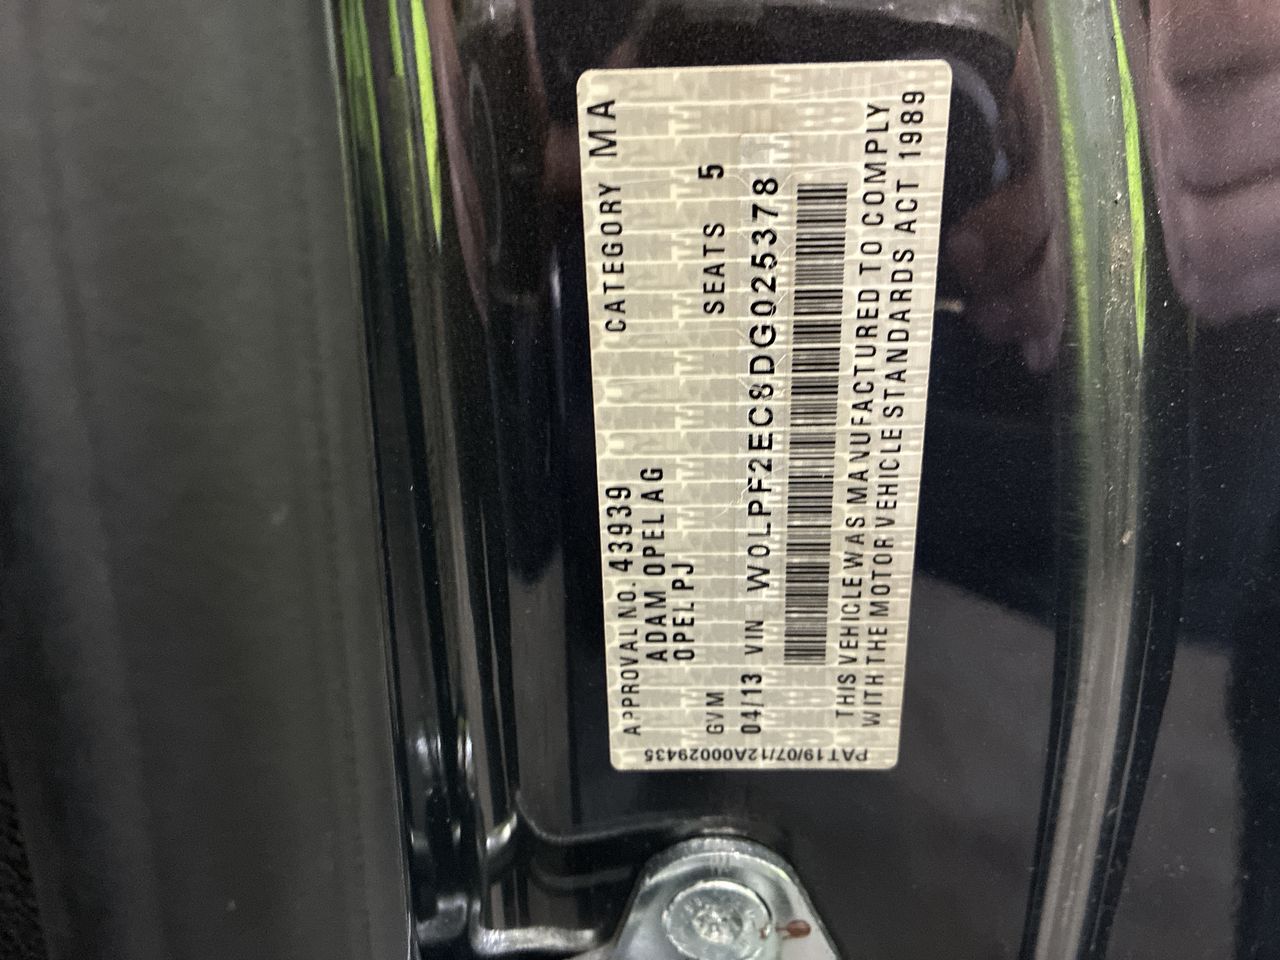 APPROVAL NO. 43939 CATEGORY MA
ADAM OPEL AG
OPEL PJ
GVM SEATS 5
04/13 VIN W0LPF2EC8DG025378
THIS VEHICLE WAS MANUFACTURED TO COMPLY
WITH THE MOTOR VEHICLE STANDARDS ACT 1989
PAT19/07/12A00029435